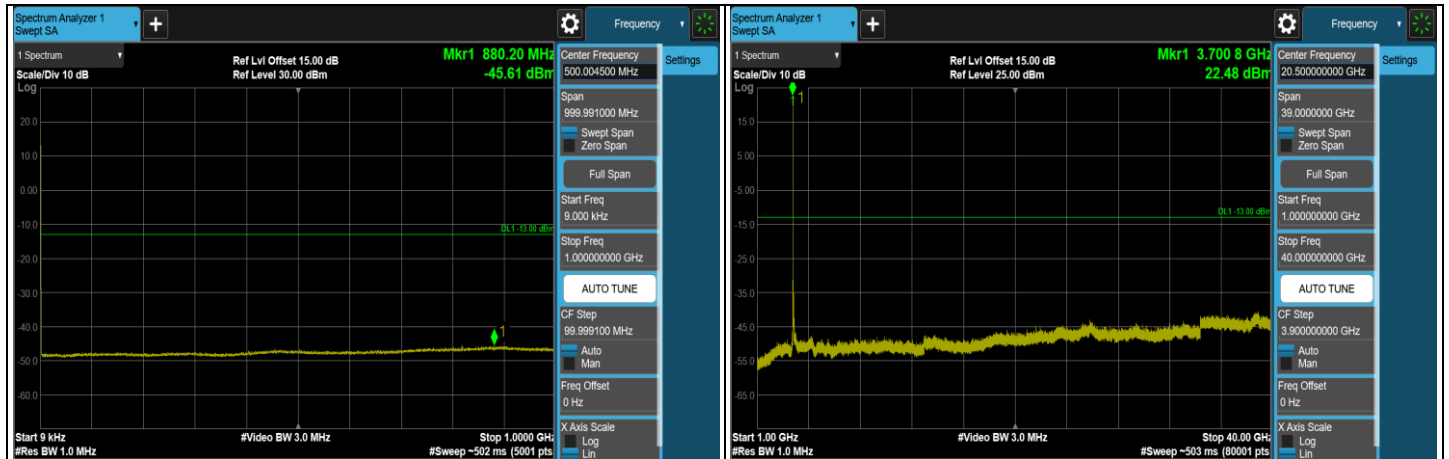 Spectrum Analyzer 1
Swept SA
+
Frequency
1 Spectrum
Scale/Div 10 dB
Log
Ref Lvl Offset 15.00 dB
Ref Level 30.00 dBm
Mkr1 880.20 MHz
-45.61 dBm
20.0
10.0
0.00
-10.0
-20.0
-30.0
-40.0
-50.0
-60.0
DL1 -13.00 dBm
1
Start 9 kHz
#Res BW 1.0 MHz
#Video BW 3.0 MHz
Stop 1.0000 GHz
#Sweep ~502 ms (5001 pts
Center Frequency
500.004500 MHz
Span
999.991000 MHz
Swept Span
Zero Span
Full Span
Start Freq
9.000 kHz
Stop Freq
1.000000000 GHz
AUTO TUNE
CF Step
99.999100 MHz
Auto
Man
Freq Offset
0 Hz
X Axis Scale
Log
Lin
Settings
Spectrum Analyzer 1
Swept SA
+
Frequency
1 Spectrum
Scale/Div 10 dB
Log
Ref Lvl Offset 15.00 dB
Ref Level 25.00 dBm
Mkr1 3.700 8 GHz
22.48 dBm
1
15.0
5.00
-5.00
-15.0
-25.0
-35.0
-45.0
-55.0
-65.0
DL1 -13.00 dBm
Start 1.00 GHz
#Res BW 1.0 MHz
#Video BW 3.0 MHz
Stop 40.00 GHz
#Sweep ~503 ms (80001 pts
Center Frequency
20.500000000 GHz
Span
39.0000000 GHz
Swept Span
Zero Span
Full Span
Start Freq
1.000000000 GHz
Stop Freq
40.000000000 GHz
AUTO TUNE
CF Step
3.900000000 GHz
Auto
Man
Freq Offset
0 Hz
X Axis Scale
Log
Lin
Settings